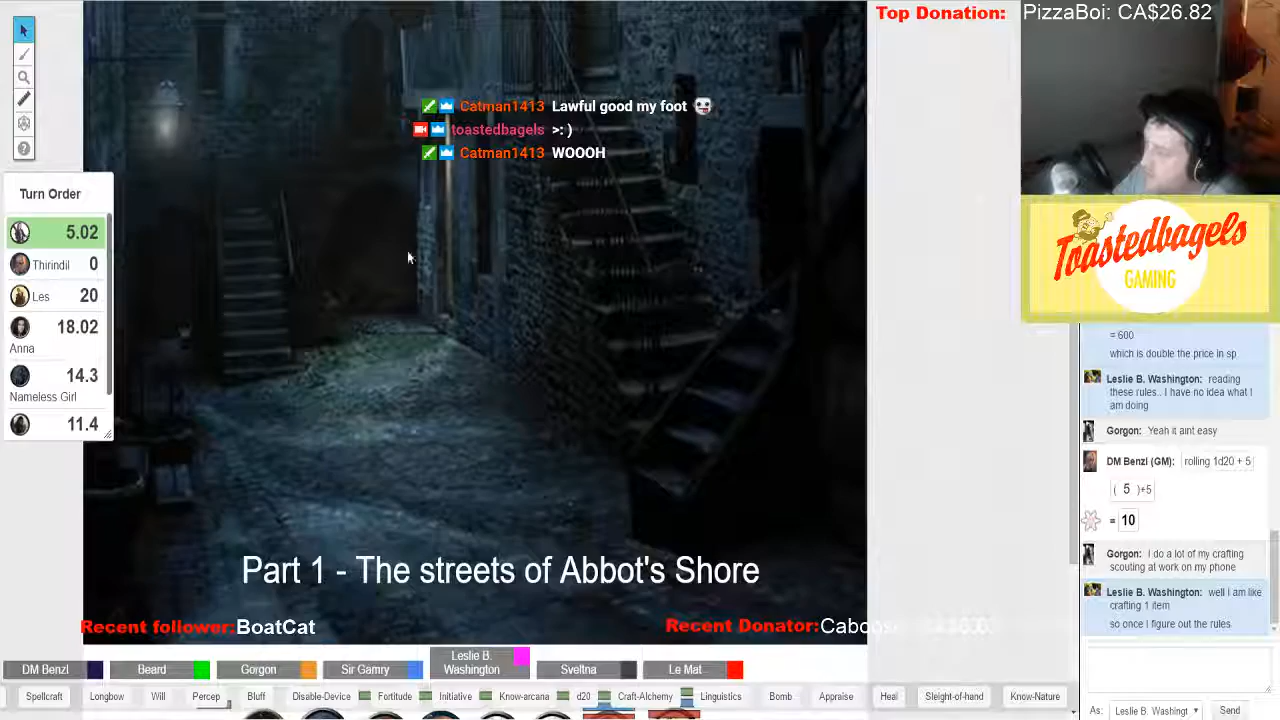 Top Donation: PizzaBoi: CA$26.82
Catman1413 Lawful good my foot
toastedbagels >: )
Catman1413 WOOOH
Turn Order
5.02
Thirindil 0
Les 20
18.02
Anna
14.3
Nameless Girl
11.4
Toastedbagels
GAMING
= 600
which is double the price in sp
Leslie B. Washington: reading
these rules.. I have no idea what I
am doing
Gorgon: Yeah it aint easy
DM Benzl (GM): rolling 1d20 + 5
( 5 )+5
= 10
Gorgon: I do a lot of my crafting
scouting at work on my phone
Leslie B. Washington: well I am like
crafting 1 item
so once I figure out the rules
Part 1 - The streets of Abbot's Shore
Recent follower: BoatCat
Recent Donator:
DM Benzl
Beard
Gorgon
Sir Gamry
Leslie B.
Washington
Sveltna
Le Mat
Spellcraft Longbow Will Percep Bluff Disable-Device Fortitude Initiative Know-arcana d20 Craft-Alchemy Linguistics Bomb Appraise Heal Sleight-of-hand Know-Nature
As: Leslie B. Washingt
Send